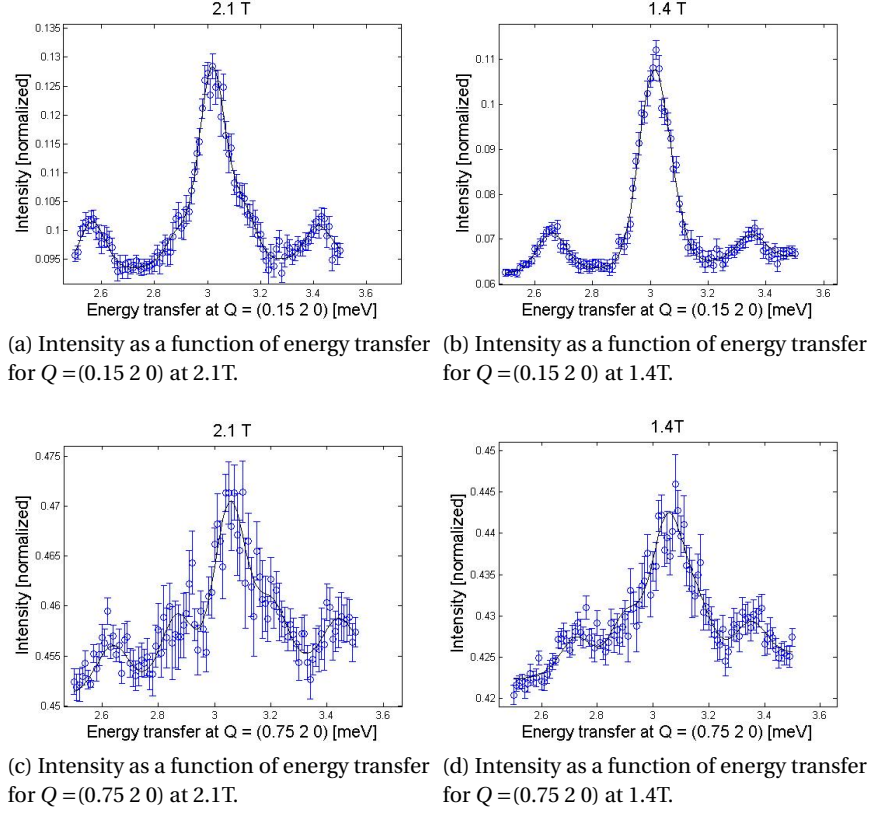 2.1 T
0.135
0.13
0.125
0.12
0.115
0.11
0.105
0.1
0.095
Intensity [normalized]
2.6 2.8 3 3.2 3.4 3.6
Energy transfer at Q = (0.15 2 0) [meV]
(a) Intensity as a function of energy transfer
for Q =(0.15 2 0) at 2.1T.
1.4 T
0.11
0.1
0.09
0.08
0.07
0.06
Intensity [normalized]
2.6 2.8 3 3.2 3.4 3.6
Energy transfer at Q = (0.15 2 0) [meV]
(b) Intensity as a function of energy transfer
for Q =(0.15 2 0) at 1.4T.
2.1 T
0.475
0.47
0.465
0.46
0.455
0.45
Intensity [normalized]
2.6 2.8 3 3.2 3.4 3.6
Energy transfer at Q = (0.75 2 0) [meV]
(c) Intensity as a function of energy transfer
for Q =(0.75 2 0) at 2.1T.
1.4T
0.45
0.445
0.44
0.435
0.43
0.425
0.42
Intensity [normalized]
2.6 2.8 3 3.2 3.4 3.6
Energy transfer at Q = (0.75 2 0) [meV]
(d) Intensity as a function of energy transfer
for Q =(0.75 2 0) at 1.4T.